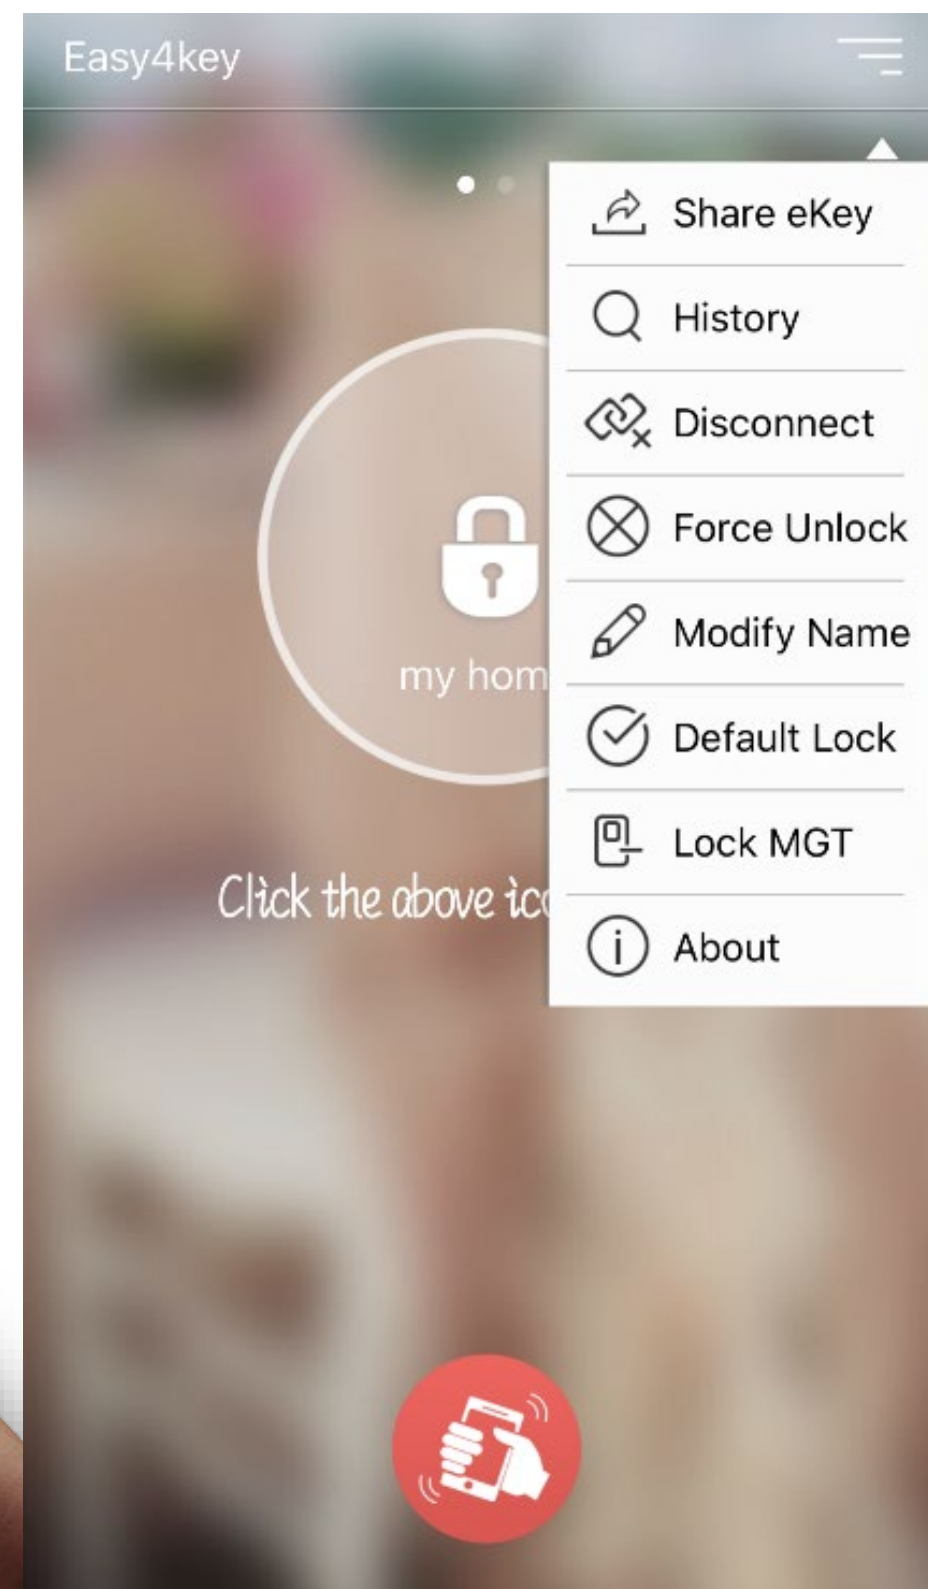 Easy4key
Share eKey
History
Disconnect
Force Unlock
my hom
Modify Name
Default Lock
Lock MGT
Click the above ico
About